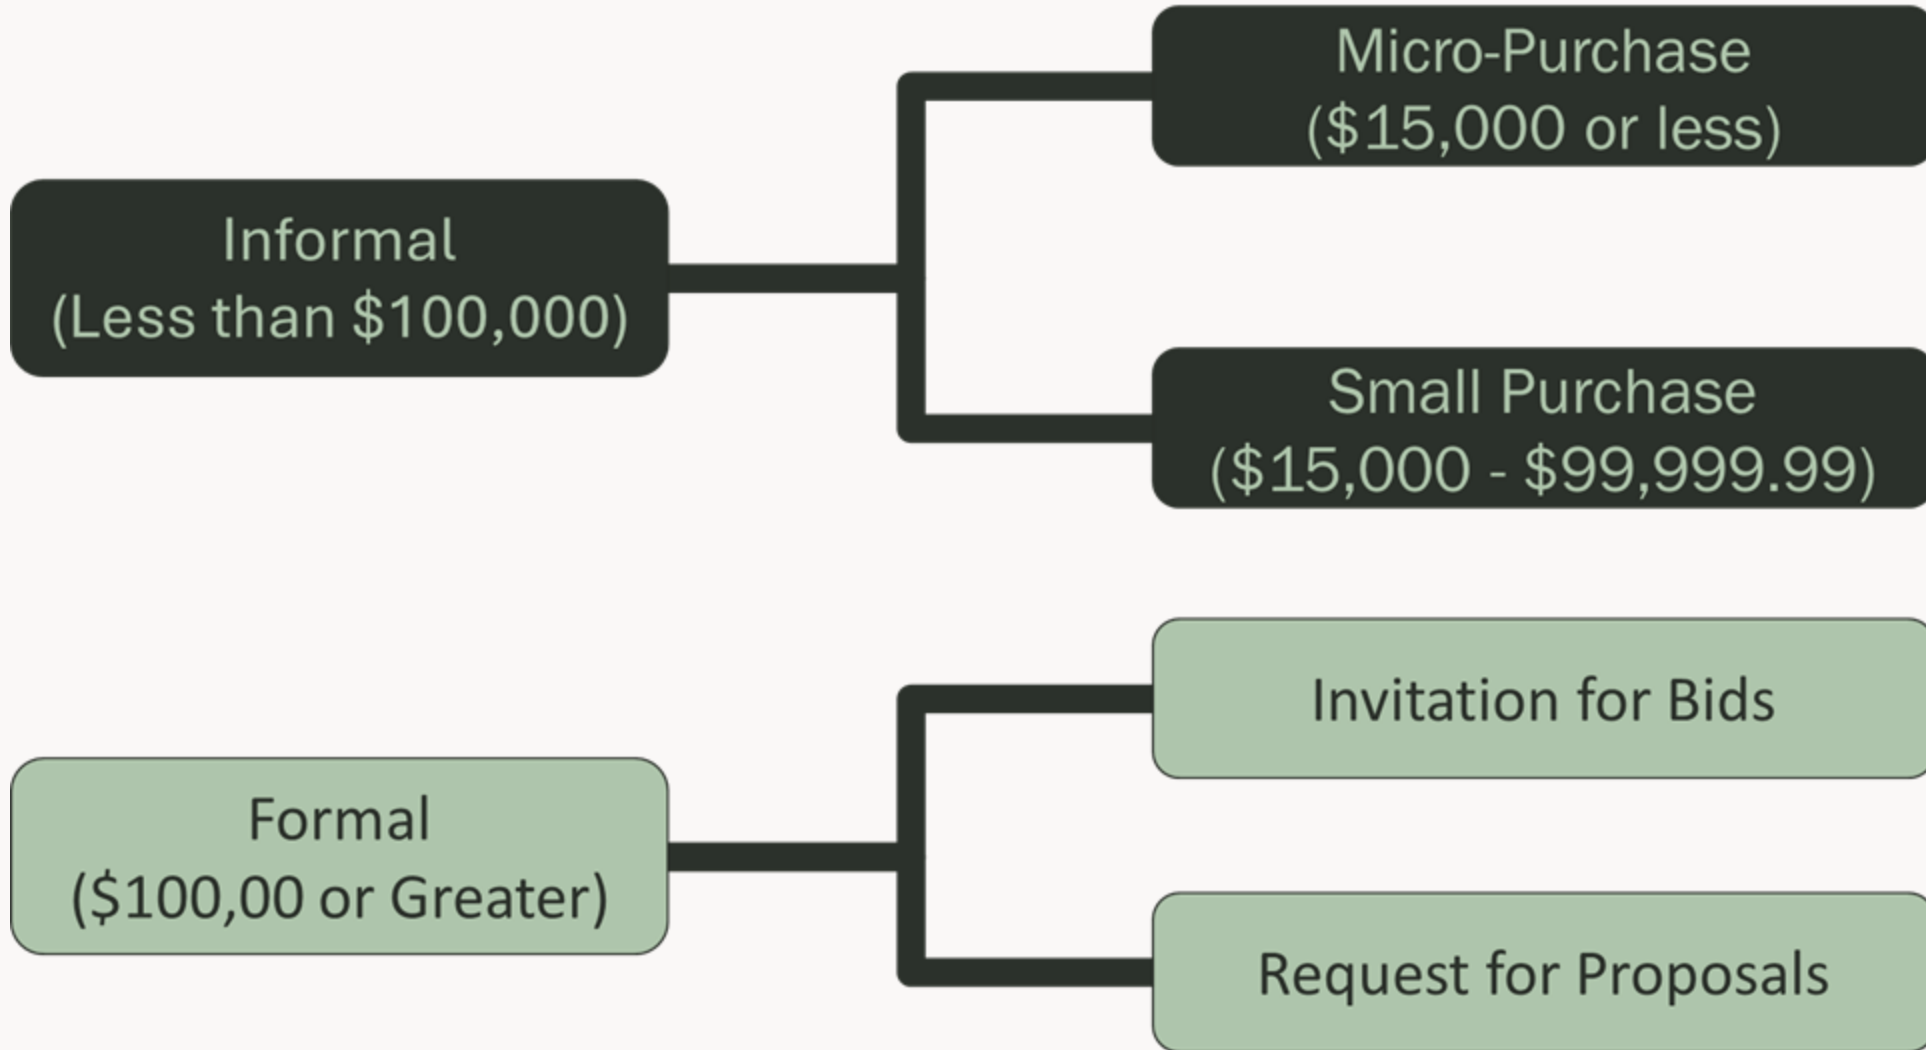 Informal
(Less than $100,000)
Micro-Purchase
($15,000 or less)
Small Purchase
($15,000 - $99,999.99)
Formal
($100,00 or Greater)
Invitation for Bids
Request for Proposals